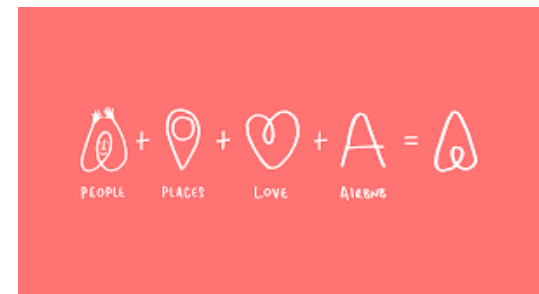 + + + A =
PEOPLE PLACES LOVE AIRBNB